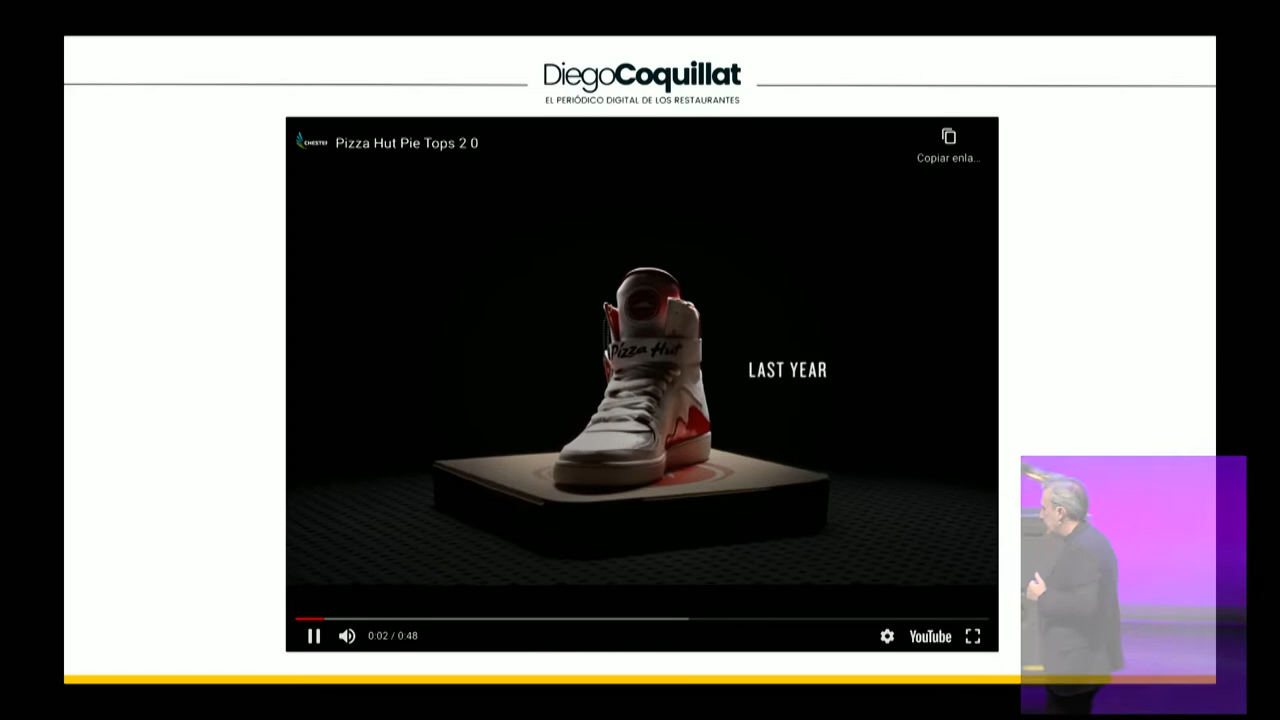 DiegoCoquillat
EL PERIÓDICO DIGITAL DE LOS RESTAURANTES
CHESTER
Pizza Hut Pie Tops 2 0
Copiar enla...
Pizza Hut
LAST YEAR
0:02 / 0:48
YouTube